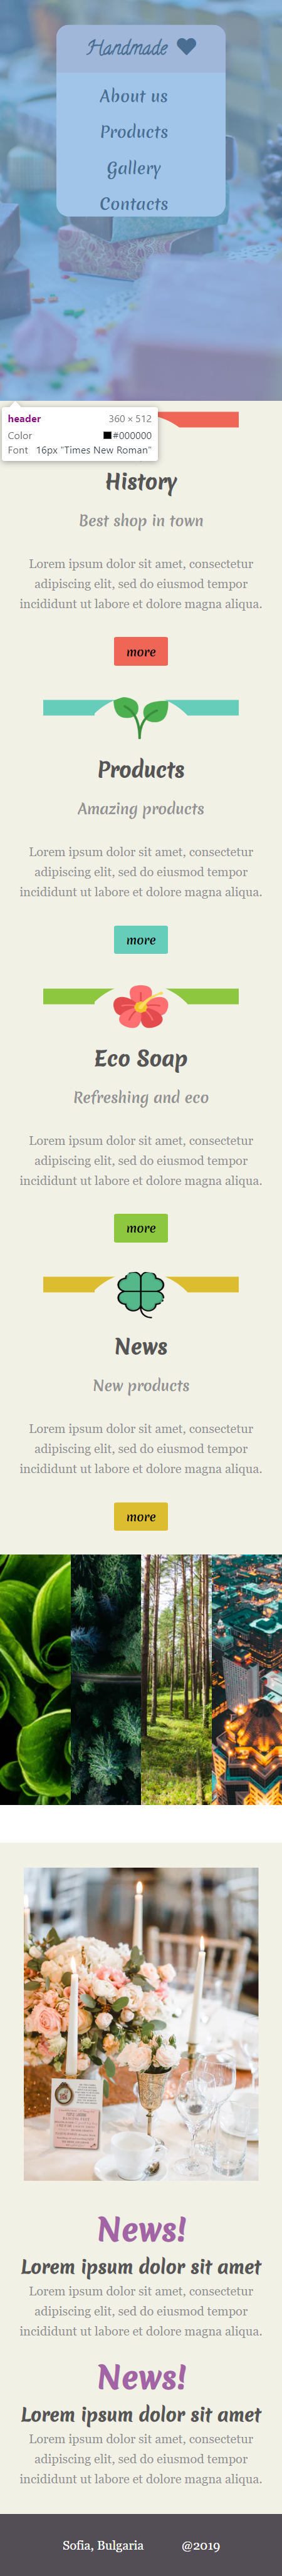 Handmade
About us
Products
Gallery
Contacts
header 360 × 512
Color #000000
Font 16px "Times New Roman"
History
Best shop in town
Lorem ipsum dolor sit amet, consectetur
adipiscing elit, sed do eiusmod tempor
incididunt ut labore et dolore magna aliqua.
more
Products
Amazing products
Lorem ipsum dolor sit amet, consectetur
adipiscing elit, sed do eiusmod tempor
incididunt ut labore et dolore magna aliqua.
more
Eco Soap
Refreshing and eco
Lorem ipsum dolor sit amet, consectetur
adipiscing elit, sed do eiusmod tempor
incididunt ut labore et dolore magna aliqua.
more
News
New products
Lorem ipsum dolor sit amet, consectetur
adipiscing elit, sed do eiusmod tempor
incididunt ut labore et dolore magna aliqua.
more
News!
Lorem ipsum dolor sit amet
Lorem ipsum dolor sit amet, consectetur
adipiscing elit, sed do eiusmod tempor
incididunt ut labore et dolore magna aliqua.
News!
Lorem ipsum dolor sit amet
Lorem ipsum dolor sit amet, consectetur
adipiscing elit, sed do eiusmod tempor
incididunt ut labore et dolore magna aliqua.
Sofia, Bulgaria @2019